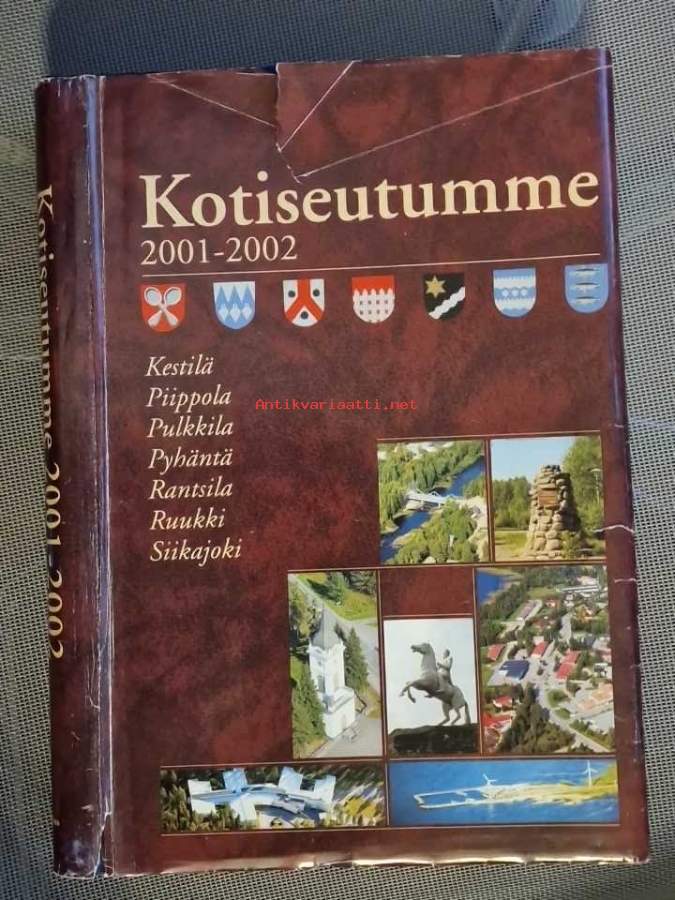 Kotiseutumme
2001-2002
Kestilä
Piippola
Pulkkila
Pyhäntä
Rantsila
Ruukki
Siikajoki
Antikvariaatti.net
Kotiseutumme 2001-2002